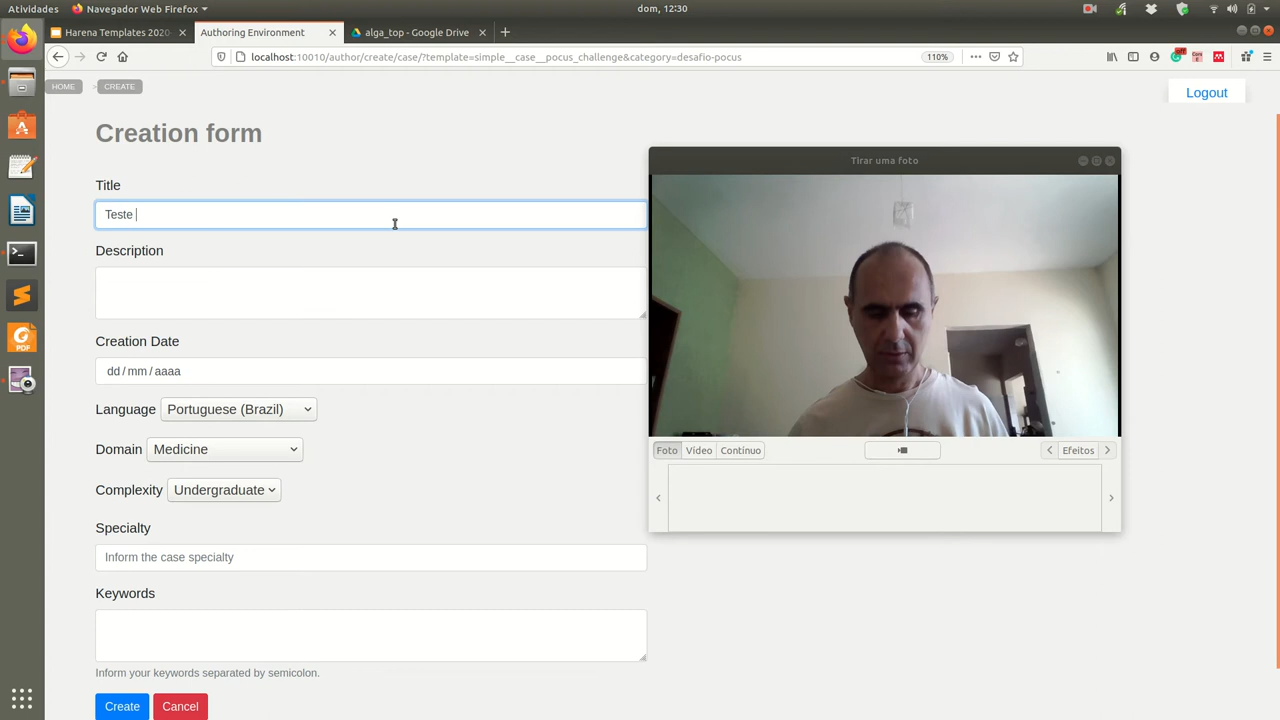 Atividades
Navegador Web Firefox
dom, 12:30
Harena Templates 2020
Authoring Environment
alga_top - Google Drive
localhost:10010/author/create/case/?template=simple__case__pocus_challenge&category=desafio-pocus
110%
off
HOME
> CREATE
Logout
Creation form
Title
Teste
Description
Creation Date
dd/mm/aaaa
Language Portuguese (Brazil)
Domain Medicine
Complexity Undergraduate
Specialty
Inform the case specialty
Keywords
Inform your keywords separated by semicolon.
Create Cancel
Tirar uma foto
Foto Vídeo Contínuo
Efeitos
PDF